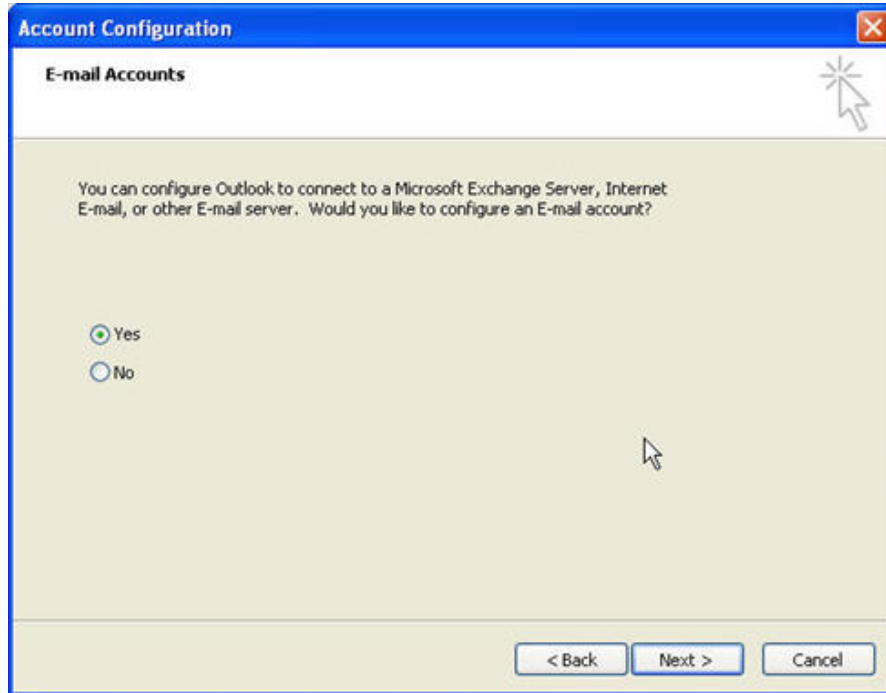 Account Configuration
E-mail Accounts
You can configure Outlook to connect to a Microsoft Exchange Server, Internet
E-mail, or other E-mail server.  Would you like to configure an E-mail account?
Yes
No
< Back
Next >
Cancel